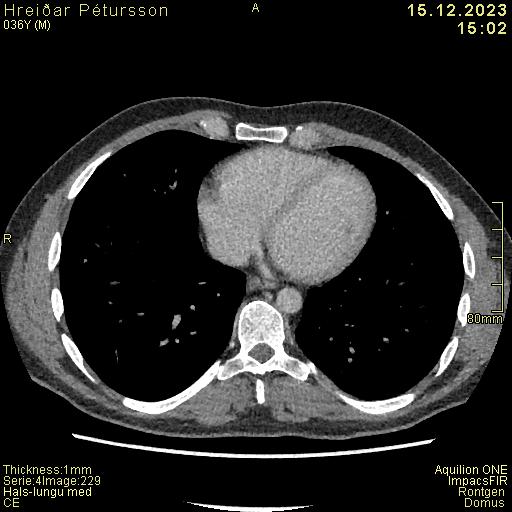 Hreiðar Pétursson
036Y (M)
A
15.12.2023
15:02
R
80mm
Thickness:1mm
Serie:4Image:229
Hals-lungu med
CE
Aquilion ONE
ImpacsFIR
Rontgen
Domus